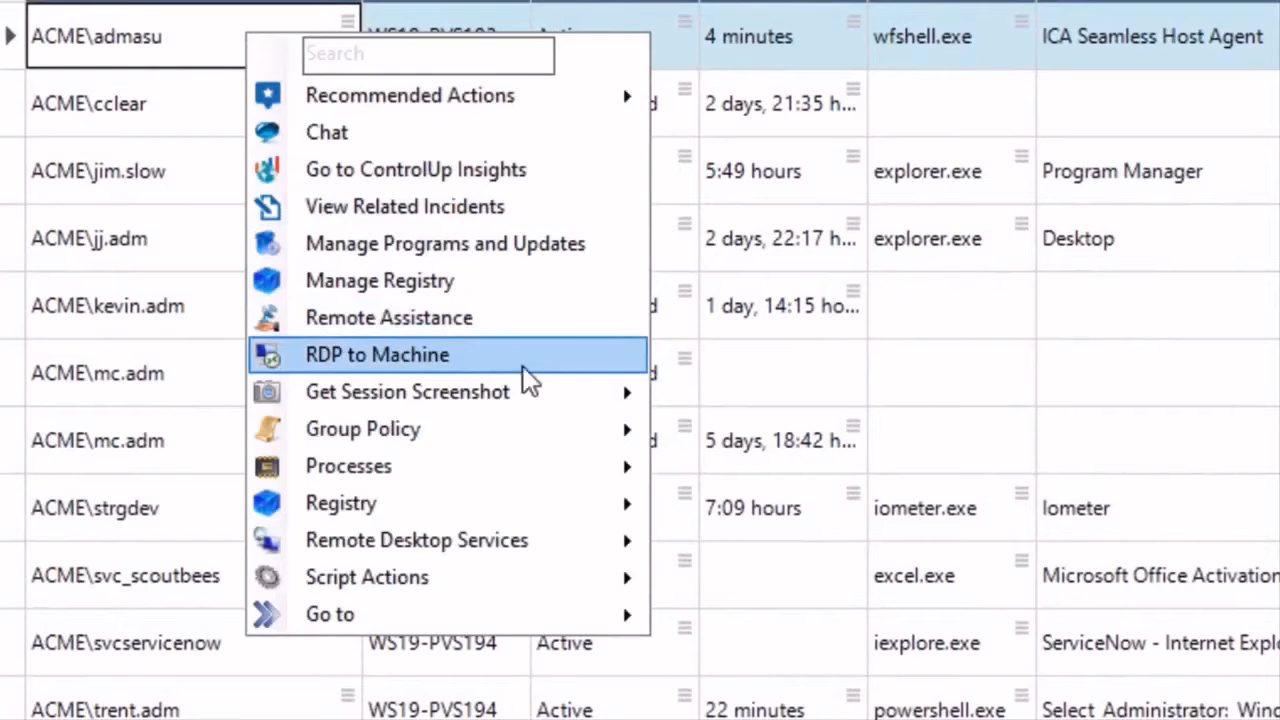 ACME\admasu 4 minutes wfshell.exe ICA Seamless Host Agent
Search
Recommended Actions
ACME\cclear 2 days, 21:35 h...
Chat
ACME\jim.slow Go to ControlUp Insights 5:49 hours explorer.exe Program Manager
View Related Incidents
ACME\jj.adm Manage Programs and Updates 2 days, 22:17 h... explorer.exe Desktop
Manage Registry
ACME\kevin.adm 1 day, 14:15 ho...
Remote Assistance
RDP to Machine
ACME\mc.adm
Get Session Screenshot
Group Policy
ACME\mc.adm 5 days, 18:42 h...
Processes
ACME\strgdev Registry 7:09 hours iometer.exe Iometer
Remote Desktop Services
ACME\svc_scoutbees Script Actions excel.exe Microsoft Office Activation
Go to
ACME\svcservicenow WS19-PVS194 Active iexplore.exe ServiceNow - Internet Explo
ACME\trent.adm WS19-PVS194 Active 22 minutes powershell.exe Select Administrator: Wind